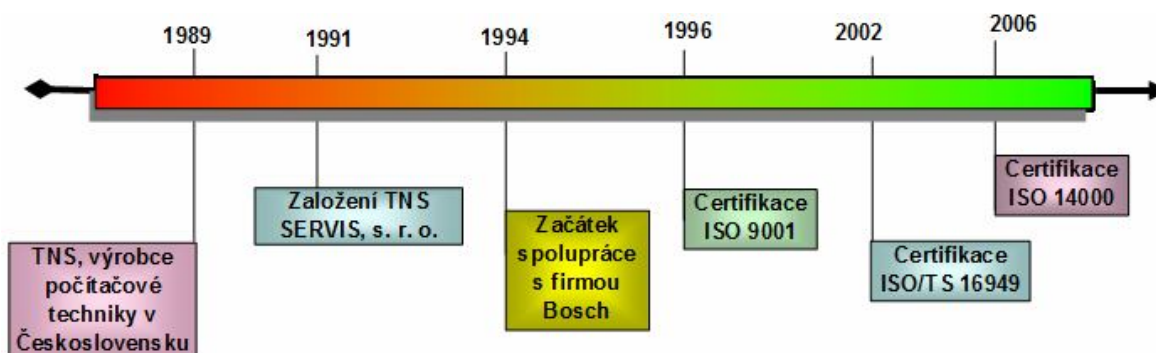 1989
1991
1994
1996
2002
2006
TNS, výrobce
počítačové
techniky v
Československu
Založení TNS
SERVIS, s. r. o.
Začátek
spolupráce
s firmou
Bosch
Certifikace
ISO 9001
Certifikace
ISO/TS 16949
Certifikace
ISO 14000